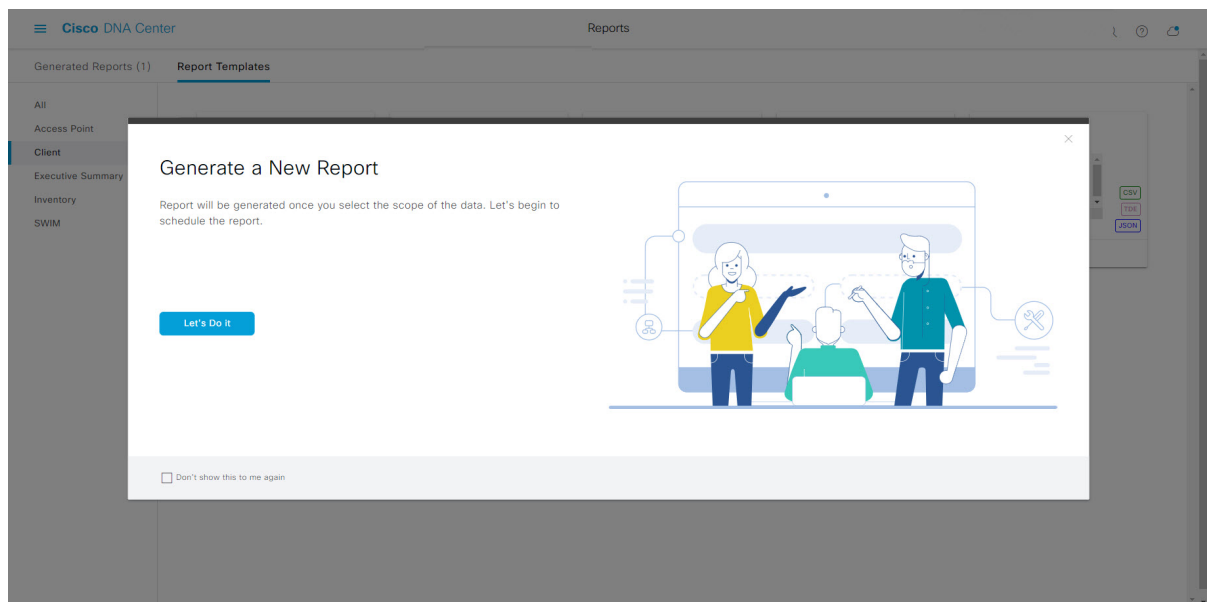 Cisco DNA Center
Reports
Generated Reports (1)
Report Templates
All
Access Point
Client
Executive Summary
Inventory
SWIM
Generate a New Report
Report will be generated once you select the scope of the data. Let's begin to
schedule the report.
Let's Do it
Don't show this to me again
CSV
TDE
JSON